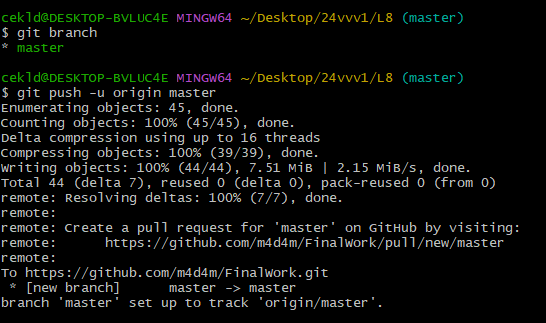 cekld@DESKTOP-BVLUC4E MINGW64 ~/Desktop/24vvv1/L8 (master)
$ git branch
* master
cekld@DESKTOP-BVLUC4E MINGW64 ~/Desktop/24vvv1/L8 (master)
$ git push -u origin master
Enumerating objects: 45, done.
Counting objects: 100% (45/45), done.
Delta compression using up to 16 threads
Compressing objects: 100% (39/39), done.
Writing objects: 100% (44/44), 7.51 MiB | 2.15 MiB/s, done.
Total 44 (delta 7), reused 0 (delta 0), pack-reused 0 (from 0)
remote: Resolving deltas: 100% (7/7), done.
remote:
remote: Create a pull request for 'master' on GitHub by visiting:
remote:      https://github.com/m4d4m/FinalWork/pull/new/master
remote:
To https://github.com/m4d4m/FinalWork.git
 * [new branch]      master -> master
branch 'master' set up to track 'origin/master'.